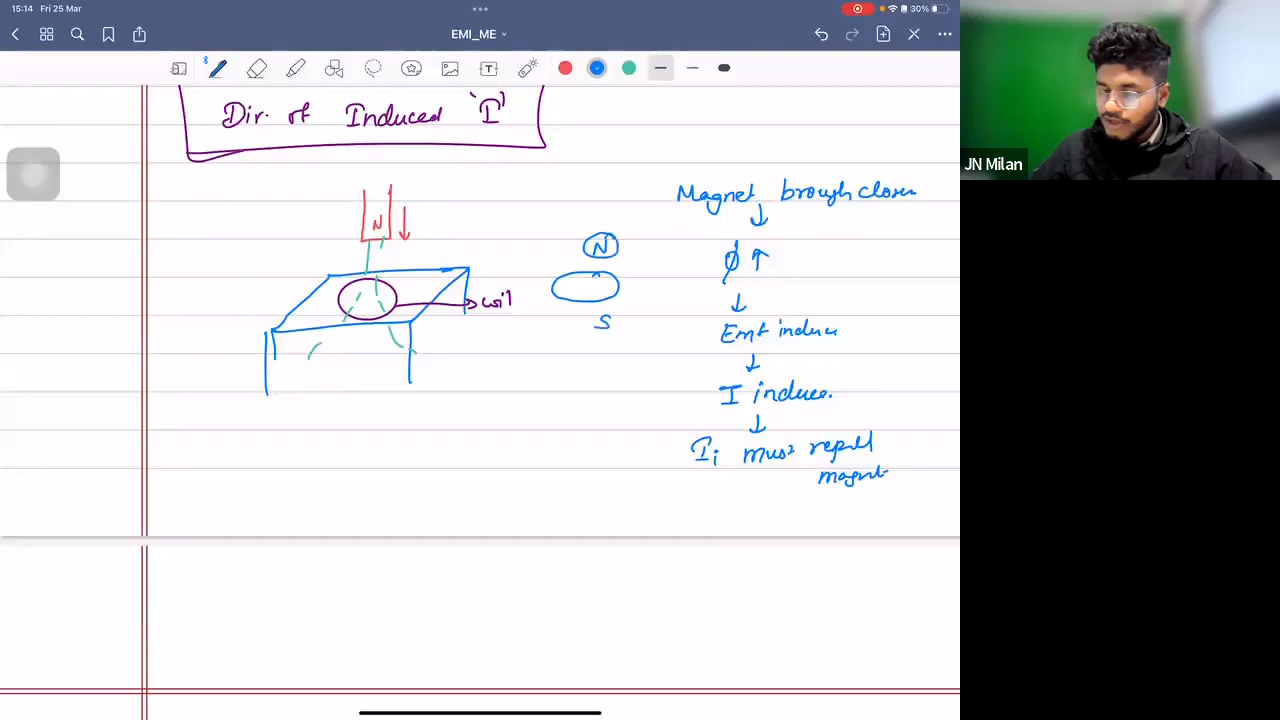 15:14 Fri 25 Mar
30%
EMI_ME
JN Milan
Dir. of Induced 'I'
N
coil
N
S
Magnet brough closer
↓
ϕ ↑
↓
Emf induce
↓
I induce.
↓
Ii must repell
magnet